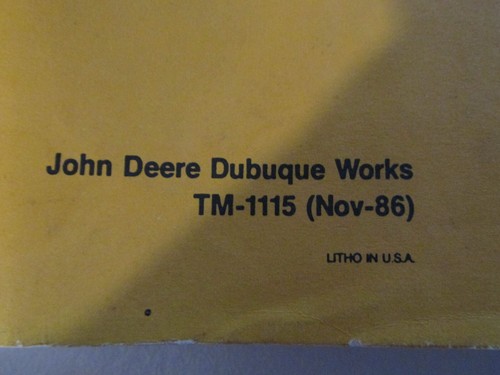 John Deere Dubuque Works
TM-1115 (Nov-86)
LITHO IN U.S.A.